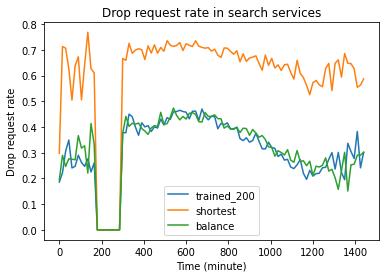 Drop request rate in search services
Drop request rate
0.8
0.7
0.6
0.5
0.4
0.3
0.2
0.1
0.0
trained_200
shortest
balance
0 200 400 600 800 1000 1200 1400
Time (minute)